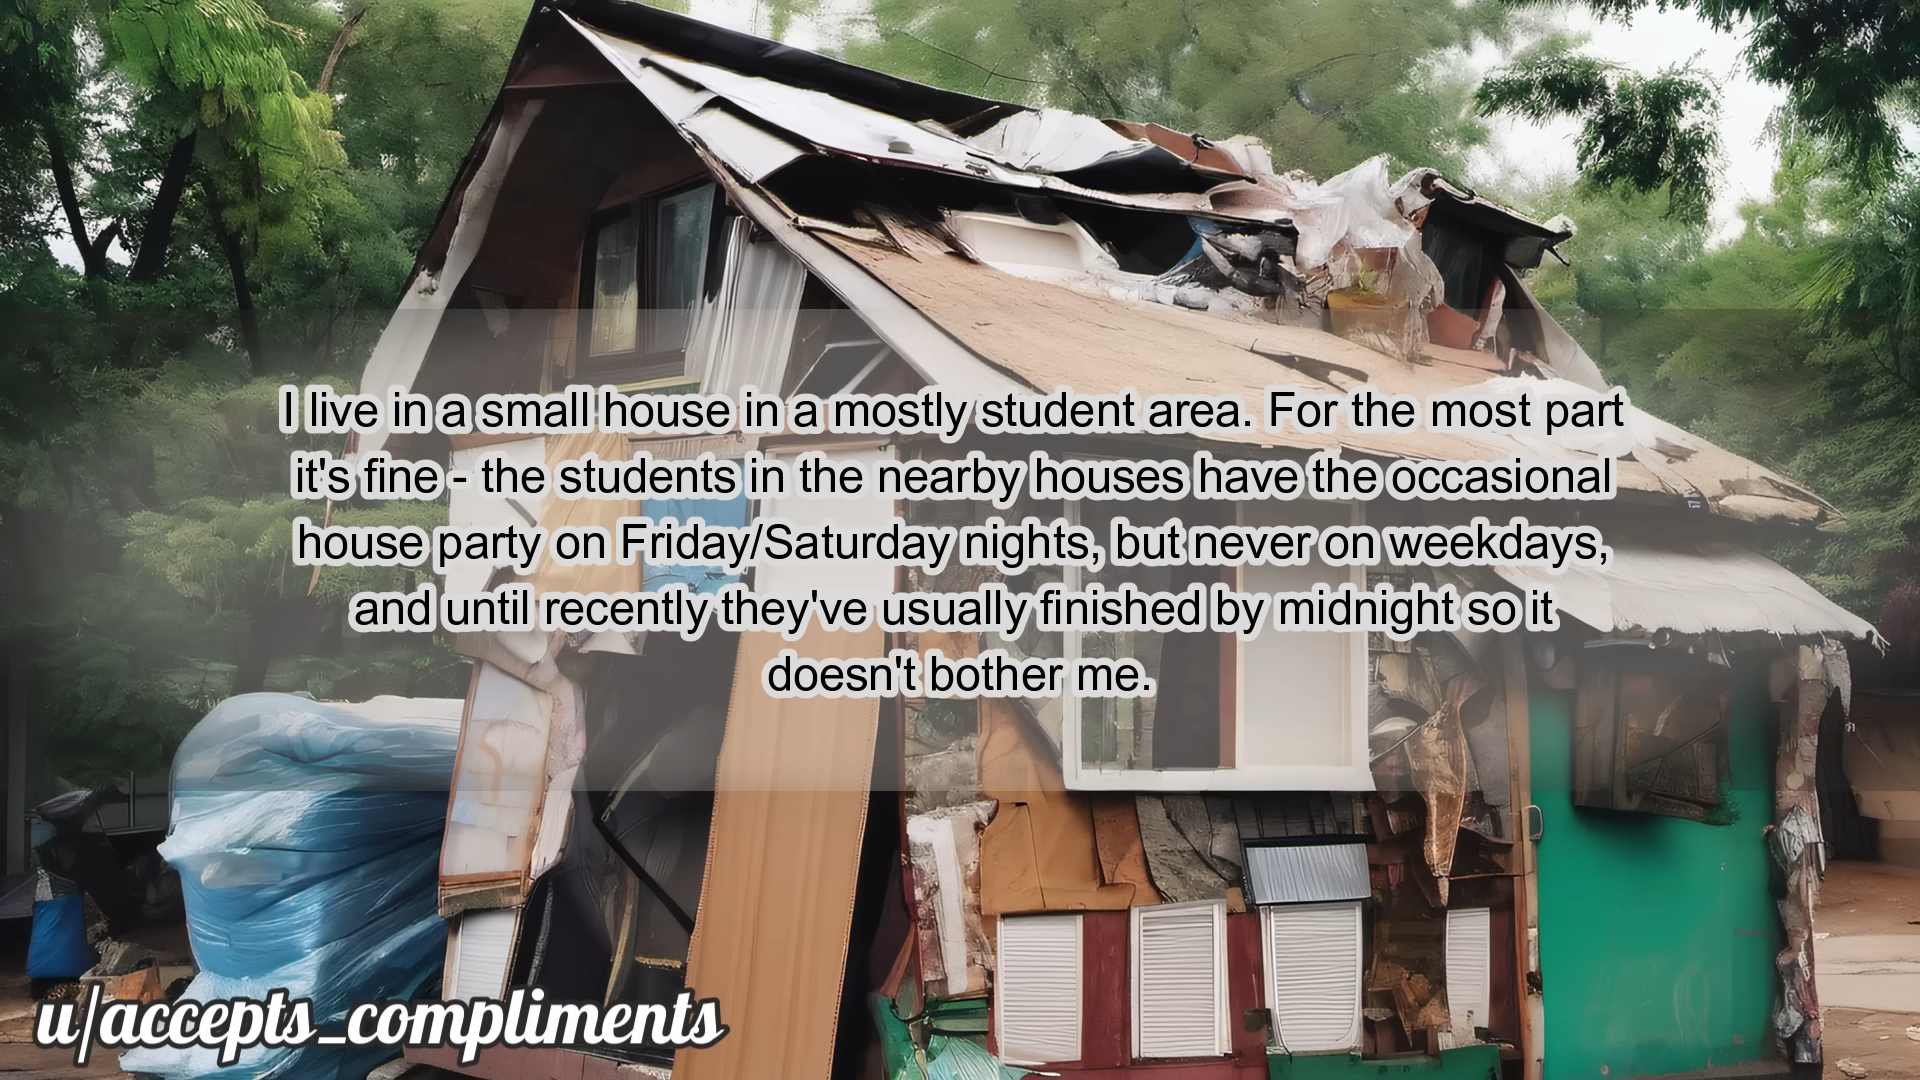 I live in a small house in a mostly student area. For the most part
it's fine - the students in the nearby houses have the occasional
house party on Friday/Saturday nights, but never on weekdays,
and until recently they've usually finished by midnight so it
doesn't bother me.
u/accepts_compliments